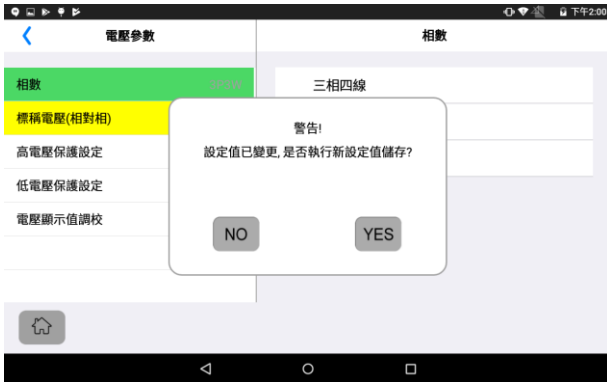 下午2:00
電壓參數
相數
相數
三相四線
標稱電壓(相對相)
高電壓保護設定
低電壓保護設定
電壓顯示值調校
警告!
設定值已變更,是否執行新設定值儲存?
NO
YES